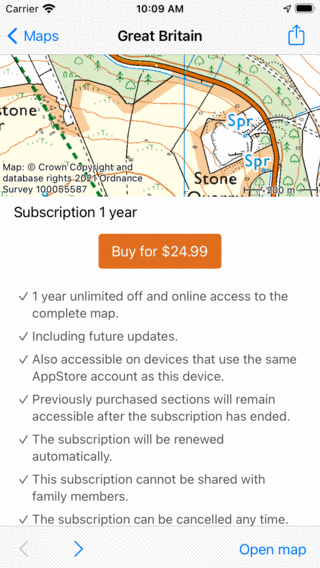 Carrier 10:09 AM
Maps Great Britain
Spr
stone
Spr
Map: © Crown Copyright and
database rights 2021 Ordnance
Survey 100055587
Stone
200 m
Subscription 1 year
Buy for $24.99
✓ 1 year unlimited off and online access to the
complete map.
✓ Including future updates.
✓ Also accessible on devices that use the same
AppStore account as this device.
✓ Previously purchased sections will remain
accessible after the subscription has ended.
✓ The subscription will be renewed
automatically.
✓ This subscription cannot be shared with
family members.
✓ The subscription can be cancelled any time.
Open map